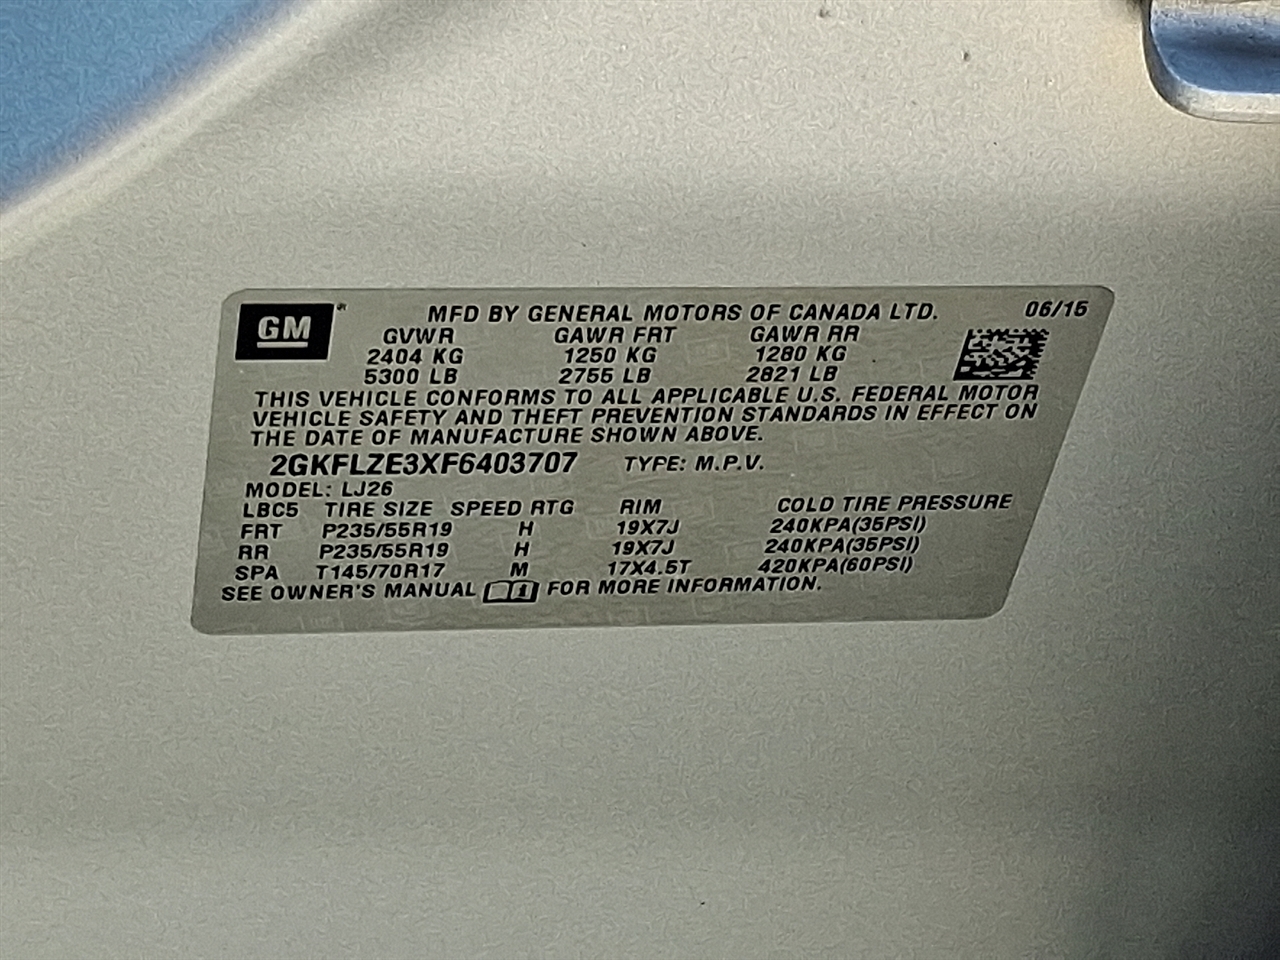 GM ® MFD BY GENERAL MOTORS OF CANADA LTD. 06/15
GVWR GAWR FRT GAWR RR
2404 KG 1250 KG 1280 KG
5300 LB 2755 LB 2821 LB
THIS VEHICLE CONFORMS TO ALL APPLICABLE U.S. FEDERAL MOTOR
VEHICLE SAFETY AND THEFT PREVENTION STANDARDS IN EFFECT ON
THE DATE OF MANUFACTURE SHOWN ABOVE.
2GKFLZE3XF6403707 TYPE: M.P.V.
MODEL: LJ26
LBC5 TIRE SIZE SPEED RTG RIM COLD TIRE PRESSURE
FRT P235/55R19 H 19X7J 240KPA(35PSI)
RR P235/55R19 H 19X7J 240KPA(35PSI)
SPA T145/70R17 M 17X4.5T 420KPA(60PSI)
SEE OWNER'S MANUAL FOR MORE INFORMATION.